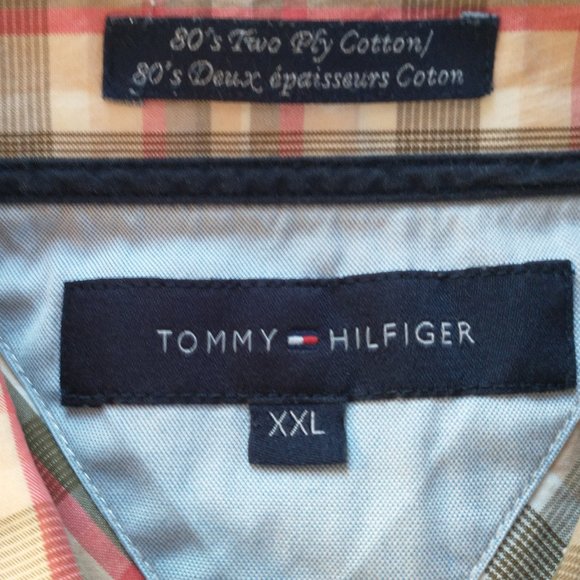 80's Two Ply Cotton/
80's Deux épaisseurs Coton
TOMMY HILFIGER
XXL